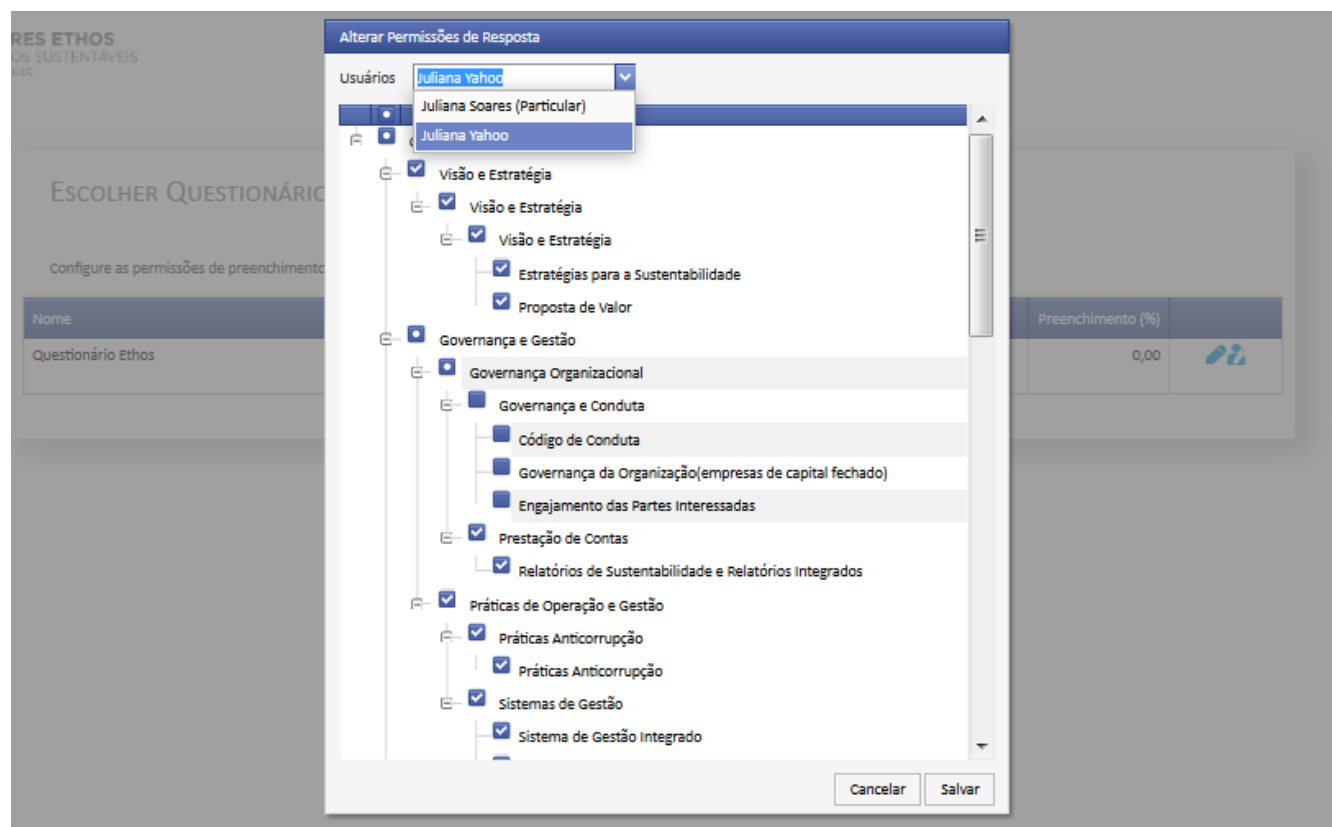 RES ETHOS
OS SUSTENTÁVEIS
EIS
Alterar Permissões de Resposta
Usuários Juliana Yahoo
Juliana Soares (Particular)
Juliana Yahoo
Visão e Estratégia
Visão e Estratégia
Visão e Estratégia
Estratégias para a Sustentabilidade
Proposta de Valor
Governança e Gestão
Governança Organizacional
Governança e Conduta
Código de Conduta
Governança da Organização(empresas de capital fechado)
Engajamento das Partes Interessadas
Prestação de Contas
Relatórios de Sustentabilidade e Relatórios Integrados
Práticas de Operação e Gestão
Práticas Anticorrupção
Práticas Anticorrupção
Sistemas de Gestão
Sistema de Gestão Integrado
Cancelar Salvar
ESCOLHER QUESTIONÁRIO
Configure as permissões de preenchimento
Nome Preenchimento (%)
Questionário Ethos 0,00